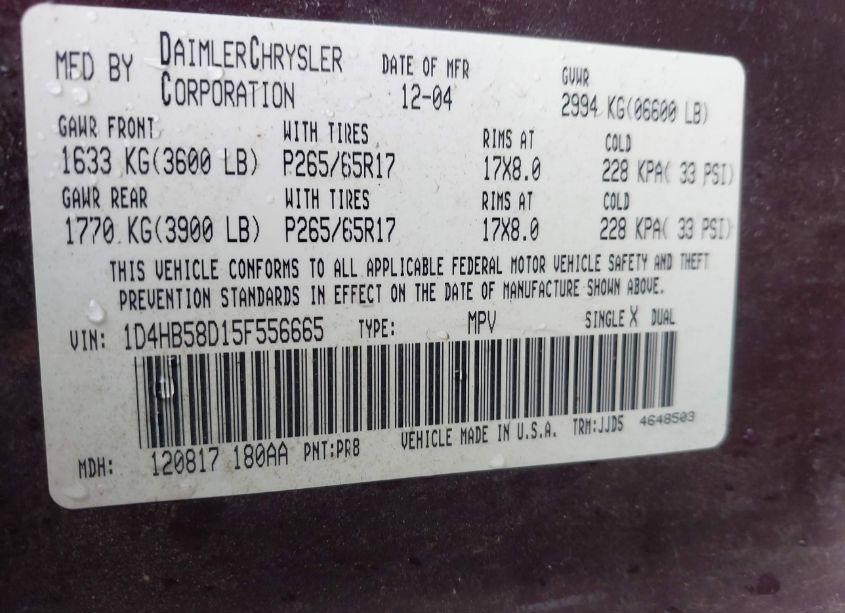 MFD BY DAIMLERCHRYSLER CORPORATION DATE OF MFR 12-04 GVWR 2994 KG(06600 LB)
GAWR FRONT WITH TIRES RIMS AT COLD
1633 KG(3600 LB) P265/65R17 17X8.0 228 KPA( 33 PSI)
GAWR REAR WITH TIRES RIMS AT COLD
1770 KG(3900 LB) P265/65R17 17X8.0 228 KPA( 33 PSI)
THIS VEHICLE CONFORMS TO ALL APPLICABLE FEDERAL MOTOR VEHICLE SAFETY AND THEFT
PREVENTION STANDARDS IN EFFECT ON THE DATE OF MANUFACTURE SHOWN ABOVE.
VIN: 1D4HB58D15F556665 TYPE: MPV SINGLE X DUAL
MDH: 120817 180AA PNT:PR8 VEHICLE MADE IN U.S.A. TRM:JJD5 4648503